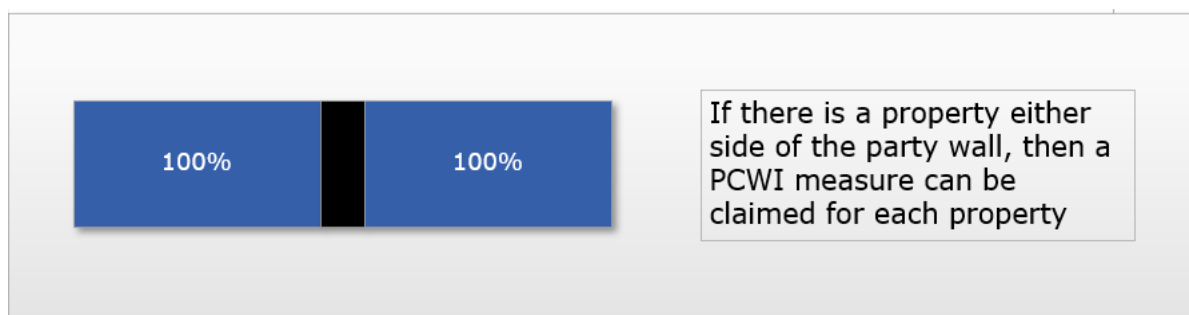 100%
100%
If there is a property either
side of the party wall, then a
PCWI measure can be
claimed for each property